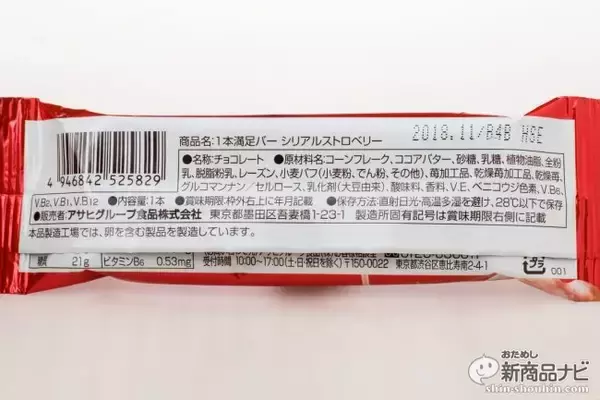 商品名:1本満足バー シリアルストロベリー
2018.11/B4B H&E
●名称:チョコレート ●原材料名:コーンフレーク、ココアバター、砂糖、乳糖、植物油脂、全粉
乳、脱脂粉乳、レーズン、小麦パフ(小麦粉、でん粉、その他)、苺加工品、乾燥苺加工品、乾燥苺、
グルコマンナン/セルロース、乳化剤(大豆由来)、酸味料、香料、V.E、ベニコウジ色素、V.B₆、
4946842525829
V.B₂、V.B₁、V.B₁₂ ●内容量:1本 ●賞味期限:枠外右上に年月記載 ●保存方法:直射日光・高温多湿を避け、28℃以下で保存
●販売者:アサヒグループ食品株式会社 東京都墨田区吾妻橋1-23-1 製造所固有記号は賞味期限右側に記載
本品製造工場では、卵を含む製品を製造しています。
糖質 21g ビタミンB₆ 0.53mg
受付時間 10:00~17:00(土・日・祝日を除く) 〒150-0022 東京都渋谷区恵比寿南2-4-1
プラ
001
おためし
新商品ナビ
shin-shouhin.com